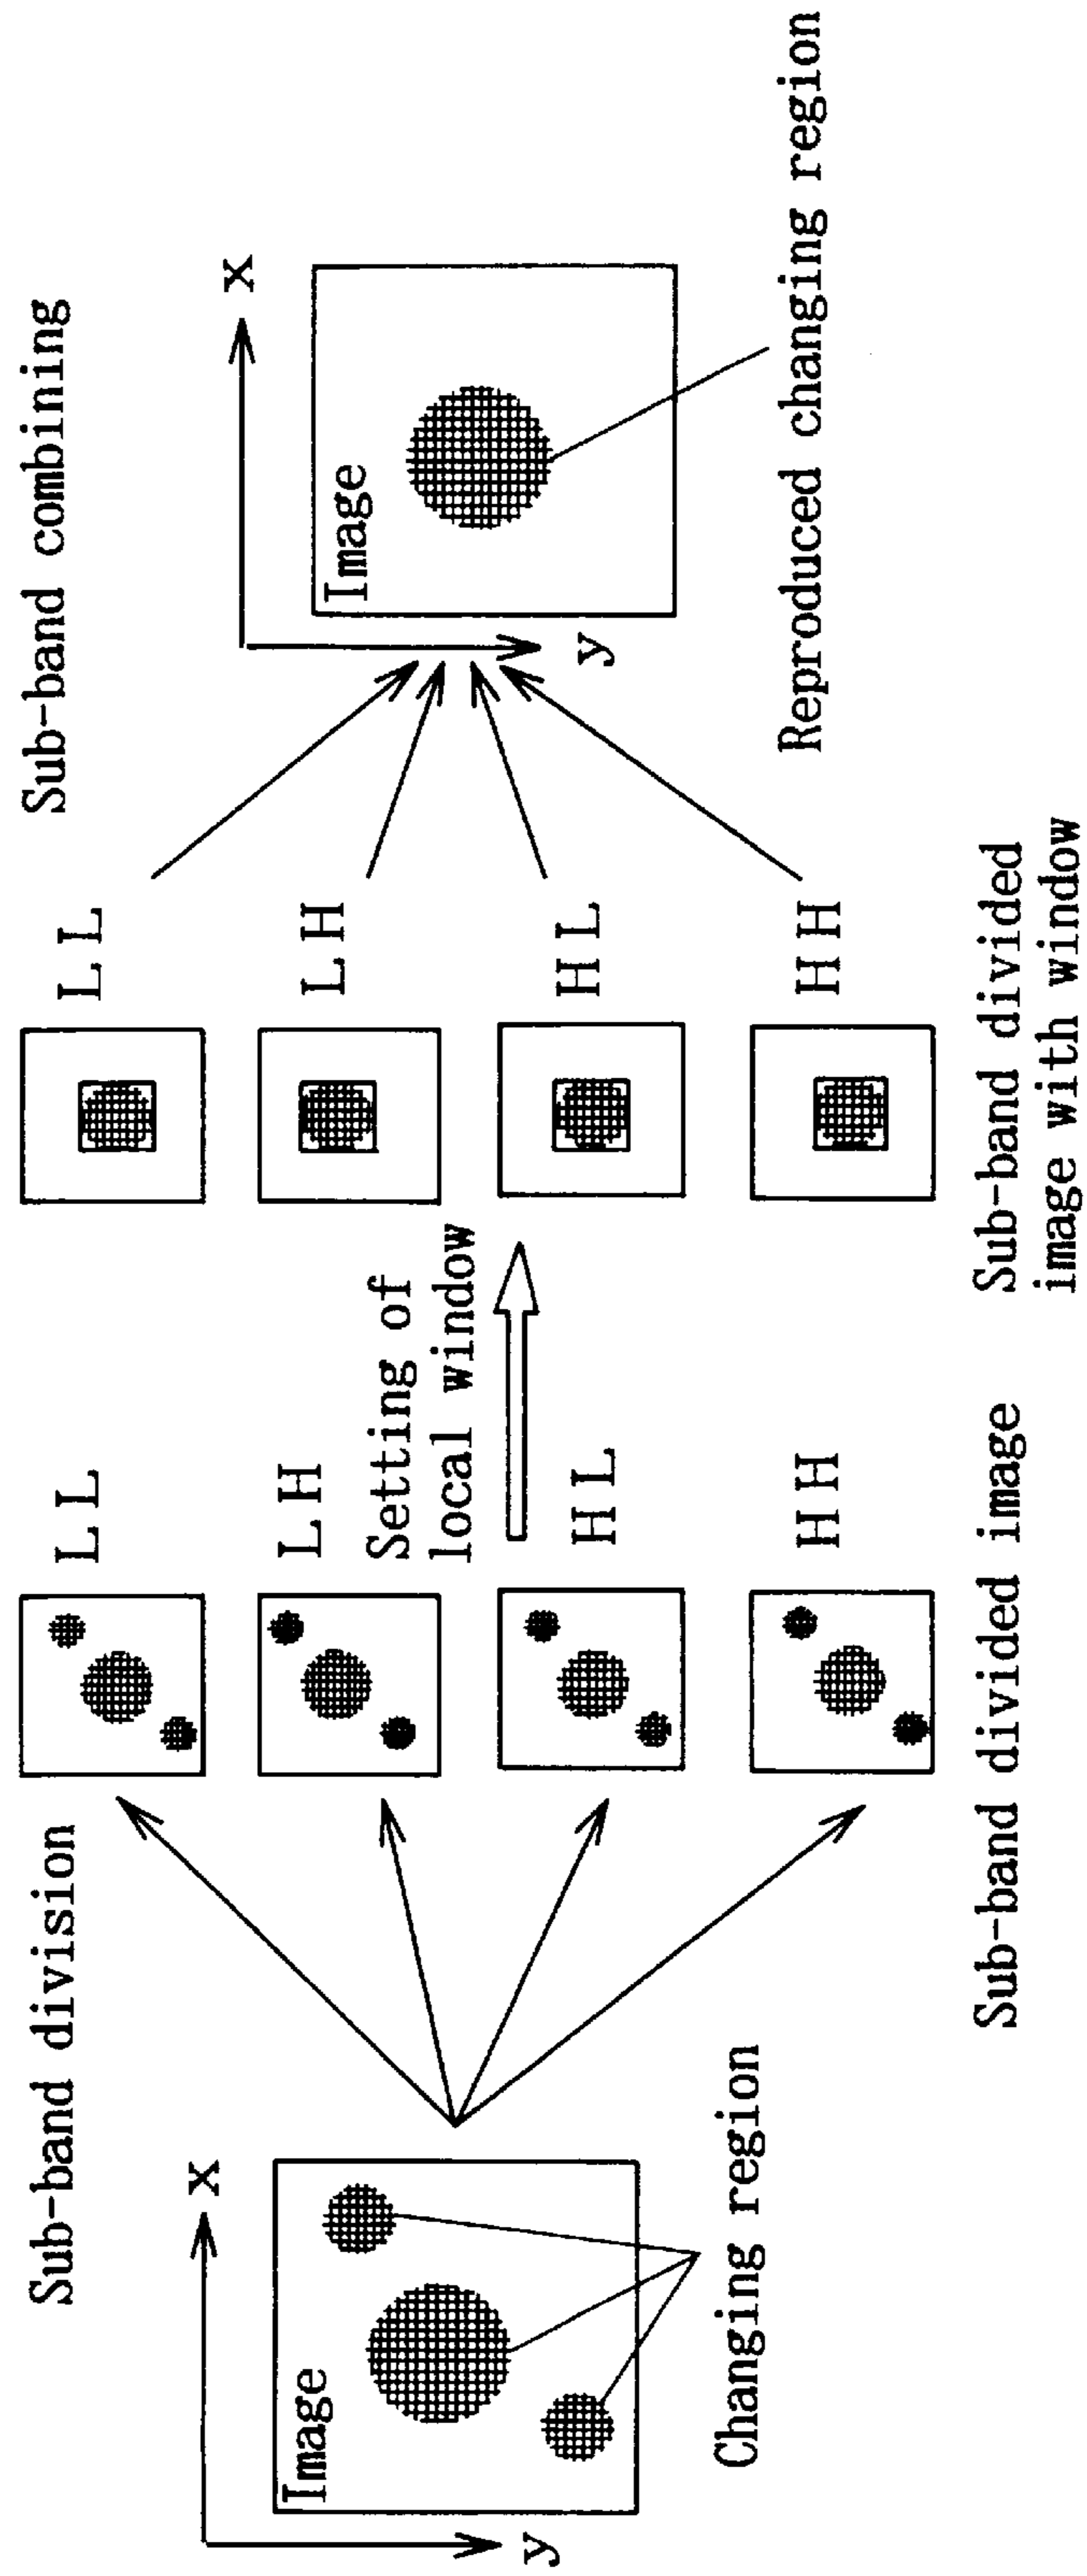 Sub-band division
x
y
Image
Changing region
L L
L H
H L
H H
Sub-band divided image
Setting of
local window
L L
L H
H L
H H
Sub-band divided
image with window
Sub-band combining
x
y
Image
Reproduced changing region